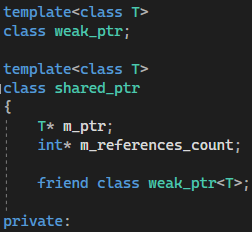 template<class T>
class weak_ptr;
template<class T>
class shared_ptr
{
T* m_ptr;
int* m_references_count;
friend class weak_ptr<T>;
private: